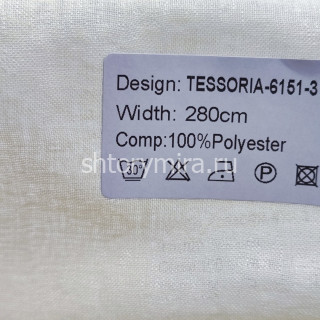 Design: TESSORIA-6151-3
Width: 280cm
Comp:100%Polyester
shtorymira.ru
30°
P